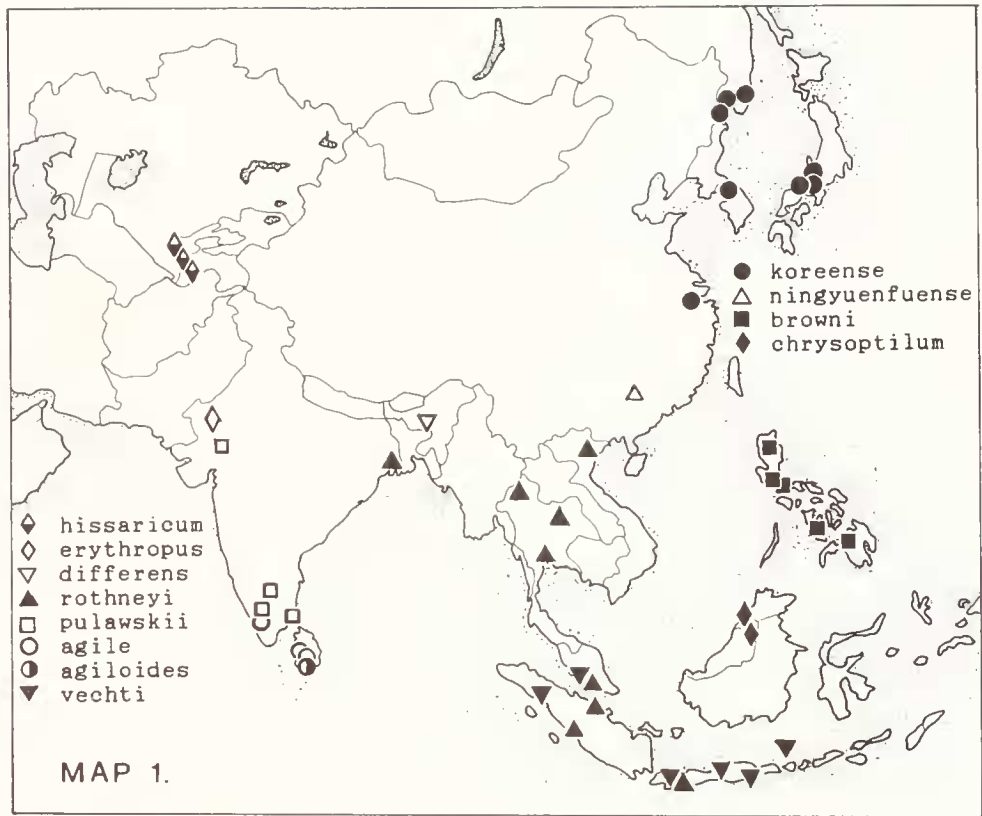 koreense
ningyuenfuense
browni
chrysoptilum
hissaricum
erythropus
differens
rothneyi
pulawskii
agile
agiloides
vechti
MAP 1.